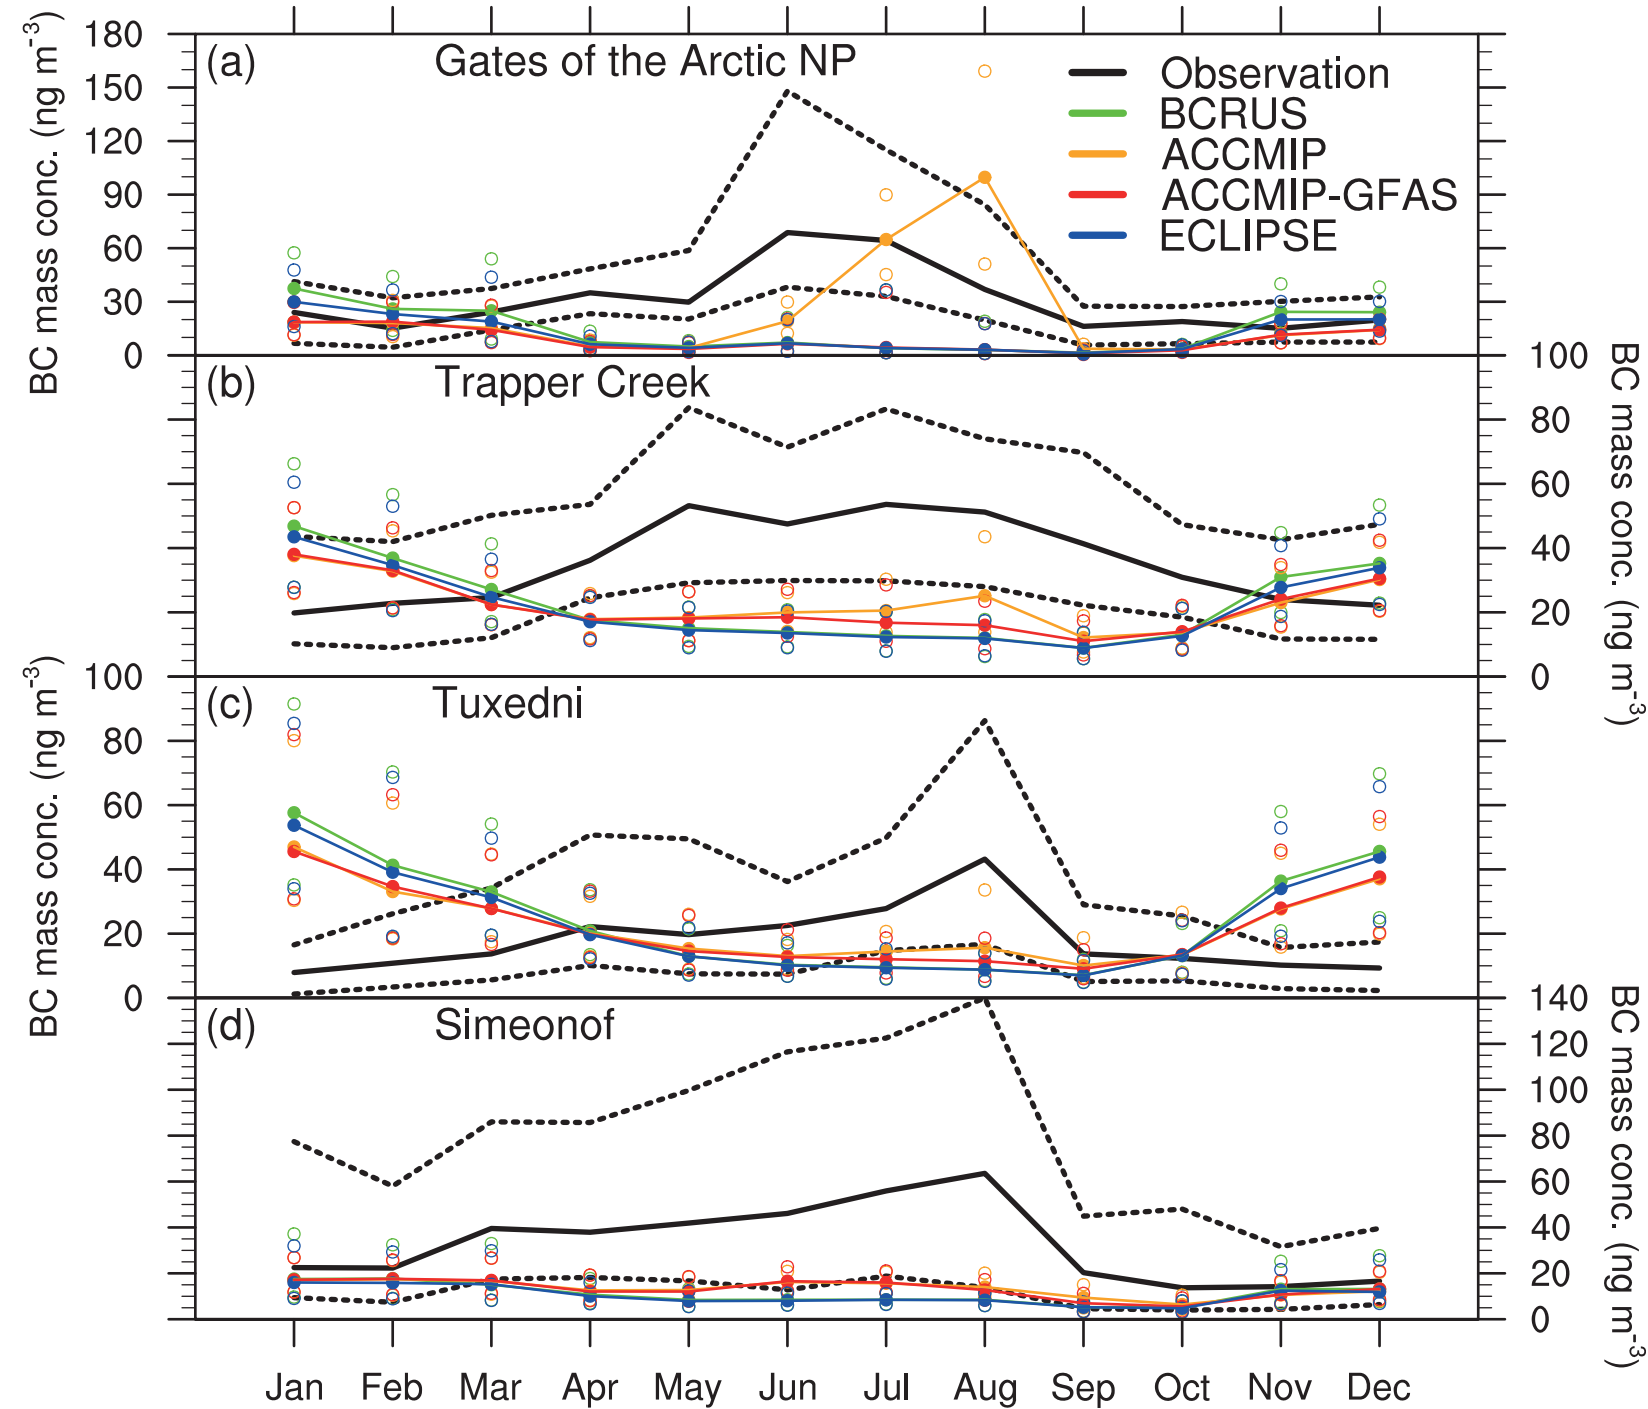 (a) Gates of the Arctic NP
Observation
BCRUS
ACCMIP
ACCMIP-GFAS
ECLIPSE
BC mass conc. (ng m⁻³)
180
150
120
90
60
30
0
(b) Trapper Creek
BC mass conc. (ng m⁻³)
100
80
60
40
20
0
(c) Tuxedni
BC mass conc. (ng m⁻³)
100
80
60
40
20
0
(d) Simeonof
BC mass conc. (ng m⁻³)
140
120
100
80
60
40
20
0
Jan Feb Mar Apr May Jun Jul Aug Sep Oct Nov Dec